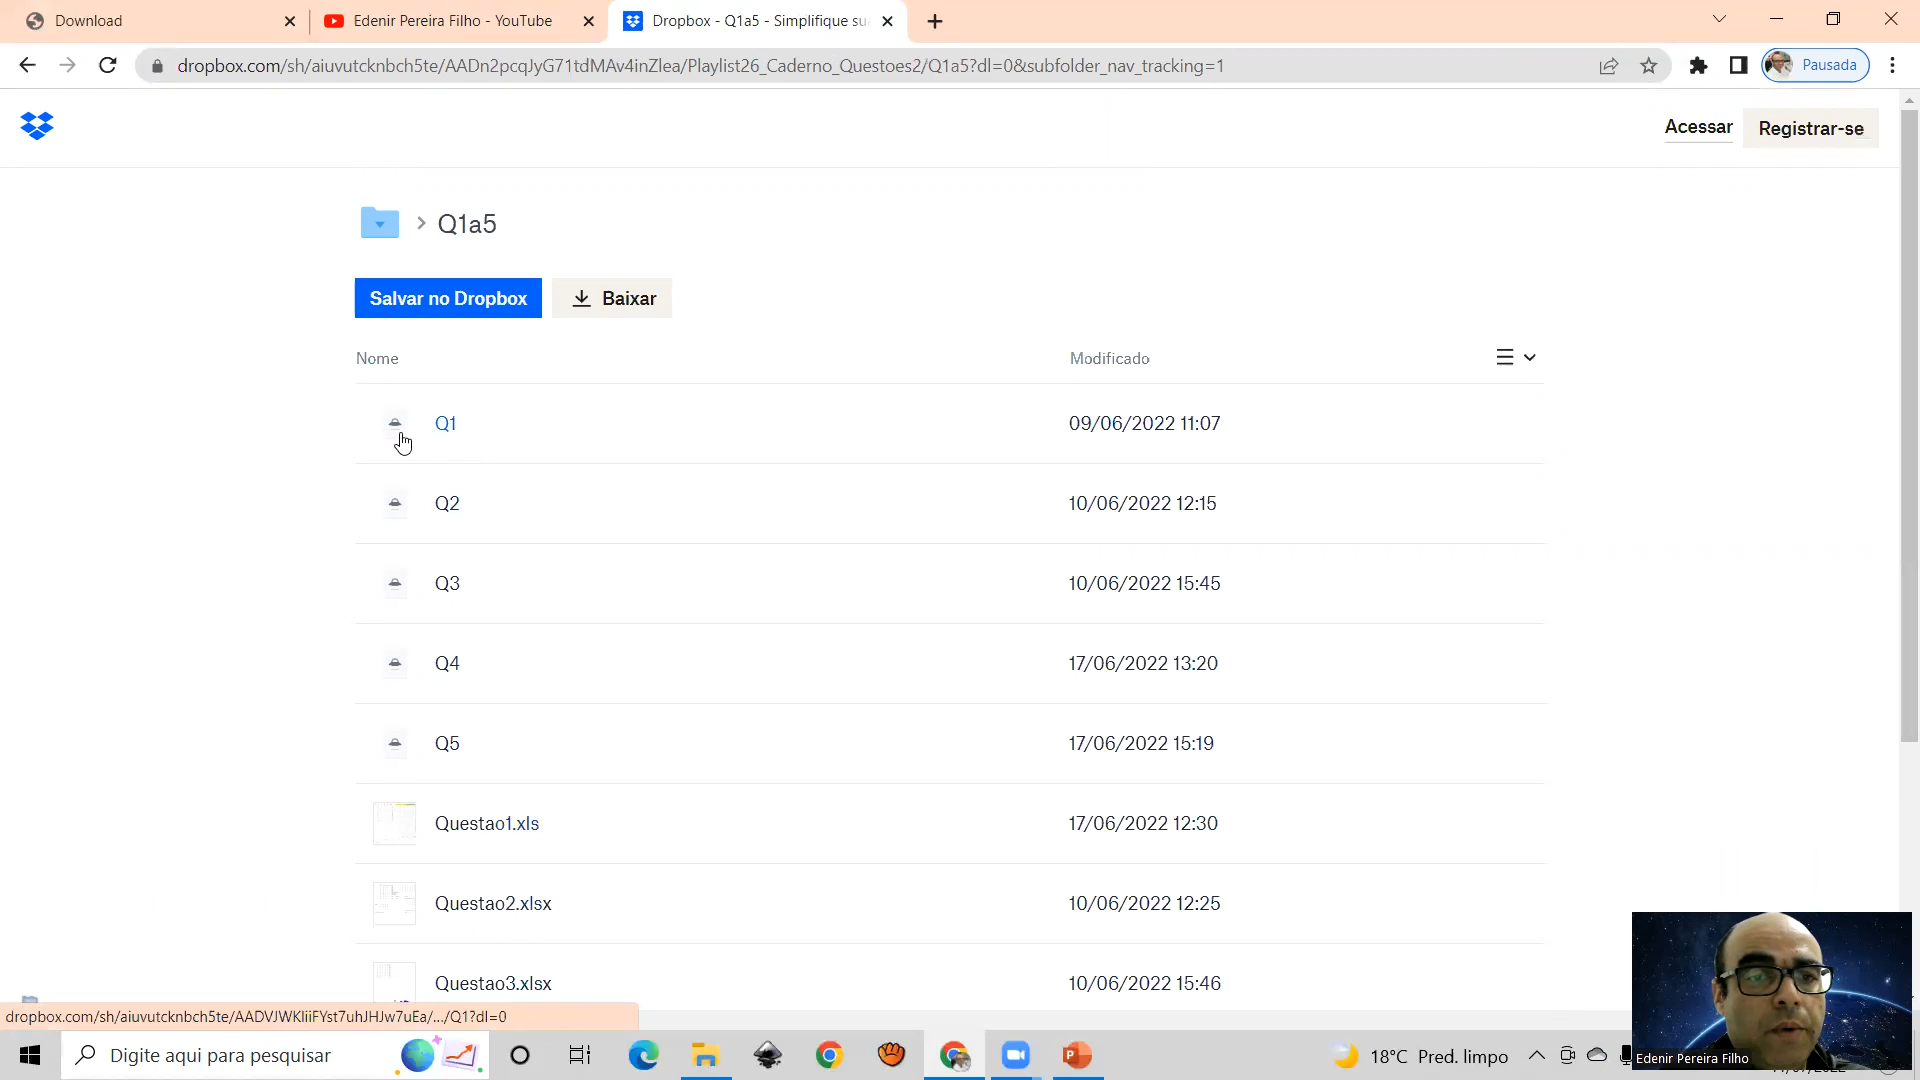 Download
Edenir Pereira Filho - YouTube
Dropbox - Q1a5 - Simplifique su
dropbox.com/sh/aiuvutcknbch5te/AADn2pcqJyG71tdMAv4inZlea/Playlist26_Caderno_Questoes2/Q1a5?dl=0&subfolder_nav_tracking=1
Pausada
Acessar
Registrar-se
Q1a5
Salvar no Dropbox
Baixar
Nome
Modificado
Q1
09/06/2022 11:07
Q2
10/06/2022 12:15
Q3
10/06/2022 15:45
Q4
17/06/2022 13:20
Q5
17/06/2022 15:19
Questao1.xls
17/06/2022 12:30
Questao2.xlsx
10/06/2022 12:25
Questao3.xlsx
10/06/2022 15:46
dropbox.com/sh/aiuvutcknbch5te/AADVJWKIiiFYst7uhJHJw7uEa/.../Q1?dl=0
Digite aqui para pesquisar
18°C Pred. limpo
Edenir Pereira Filho